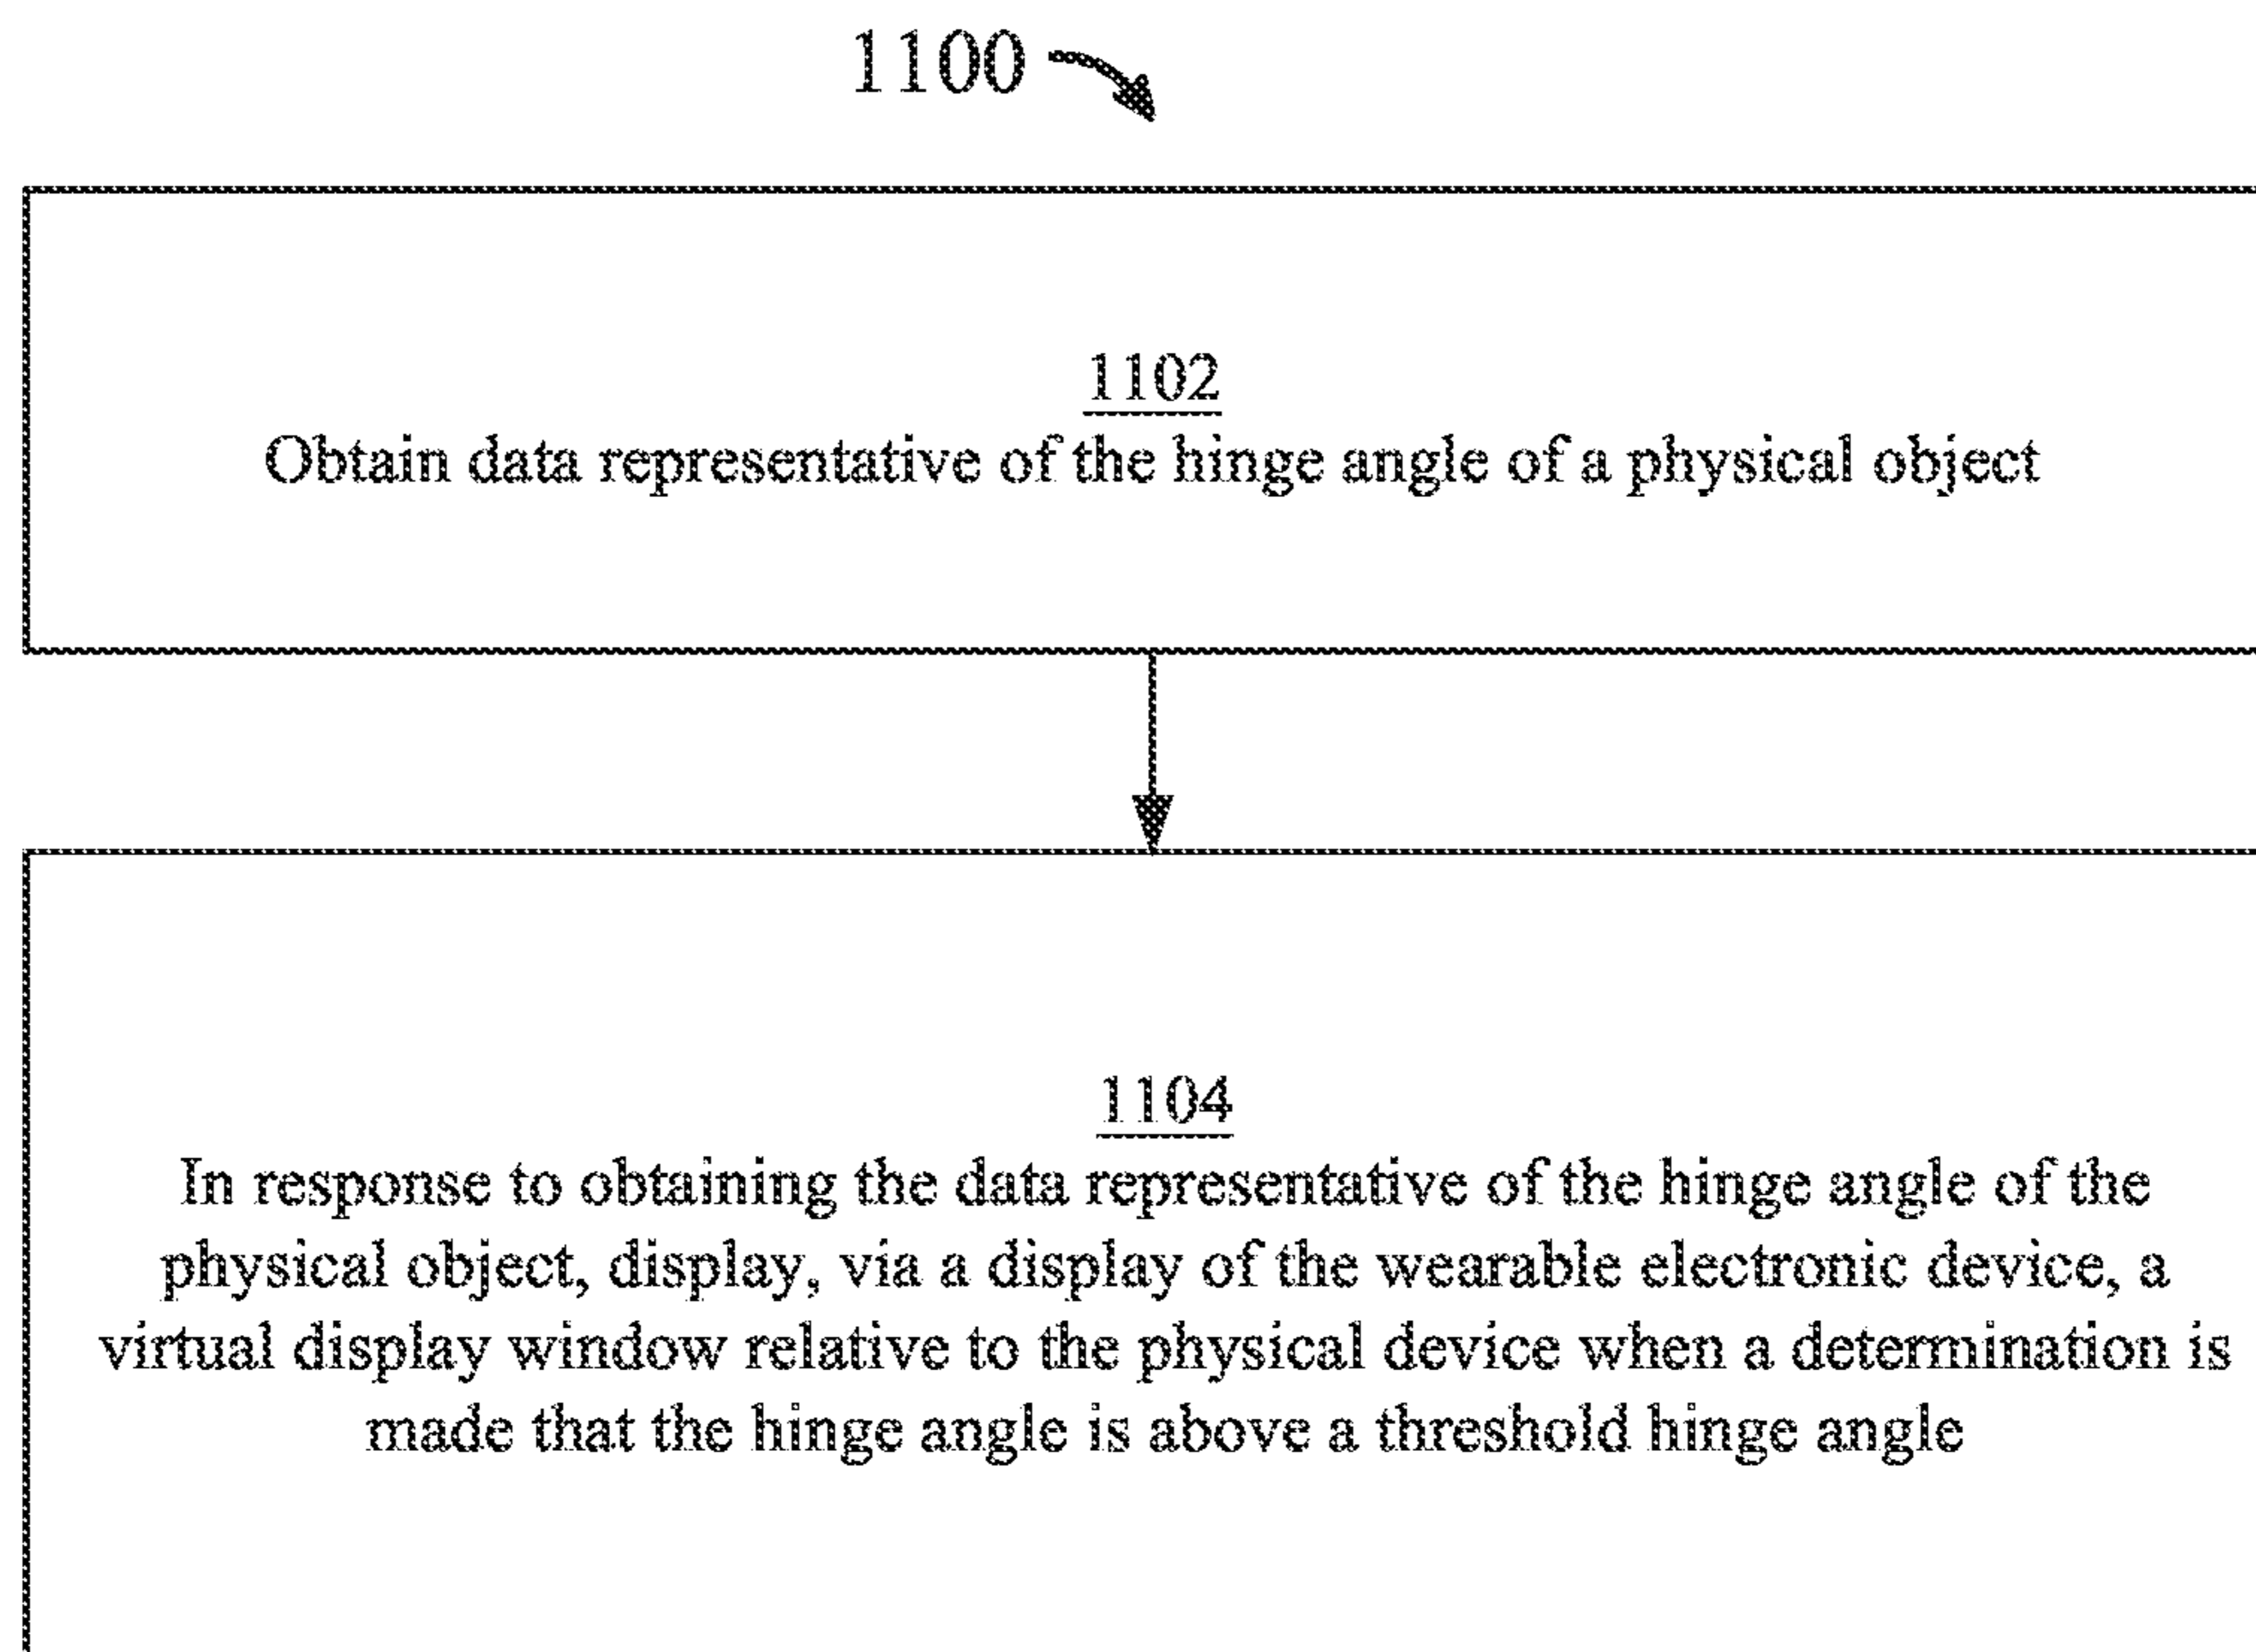 1100
1102
Obtain data representative of the hinge angle of a physical object
1104
In response to obtaining the data representative of the hinge angle of the
physical object, display, via a display of the wearable electronic device, a
virtual display window relative to the physical device when a determination is
made that the hinge angle is above a threshold hinge angle